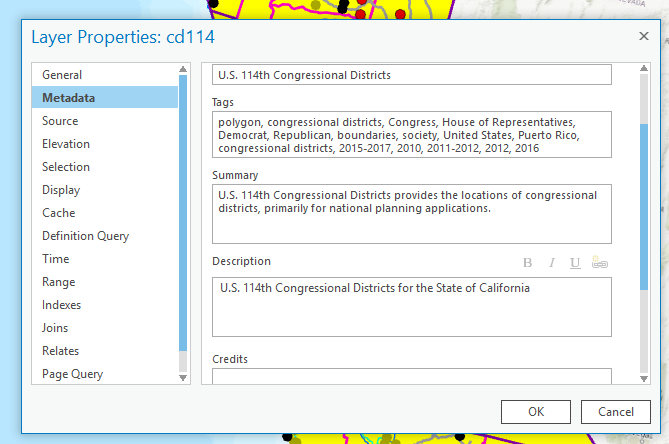 NEVADA
Layer Properties: cd114
General
Metadata
Source
Elevation
Selection
Display
Cache
Definition Query
Time
Range
Indexes
Joins
Relates
Page Query
U.S. 114th Congressional Districts
Tags
polygon, congressional districts, Congress, House of Representatives,
Democrat, Republican, boundaries, society, United States, Puerto Rico,
congressional districts, 2015-2017, 2010, 2011-2012, 2012, 2016
Summary
U.S. 114th Congressional Districts provides the locations of congressional
districts, primarily for national planning applications.
Description
B I U
U.S. 114th Congressional Districts for the State of California
Credits
OK Cancel